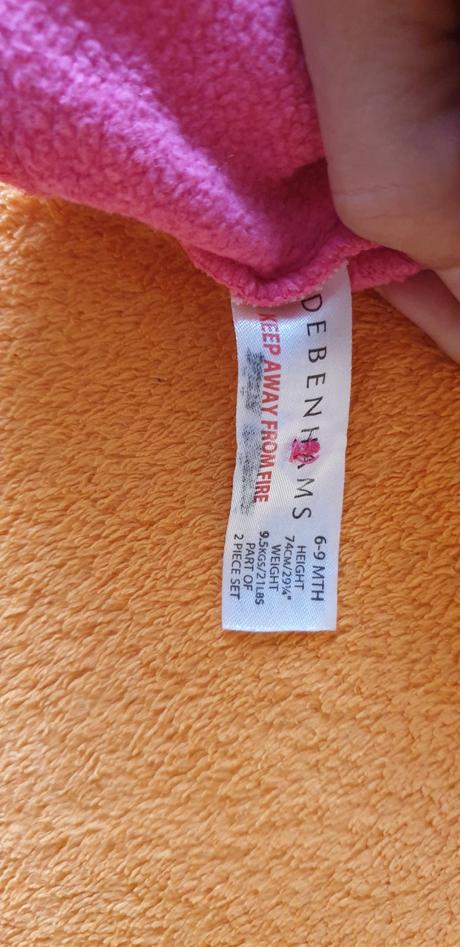 DEBENHAMS
KEEP AWAY FROM FIRE
6-9 MTH
HEIGHT
74CM/29¼"
WEIGHT
9.5KGS/21LBS
PART OF
2 PIECE SET